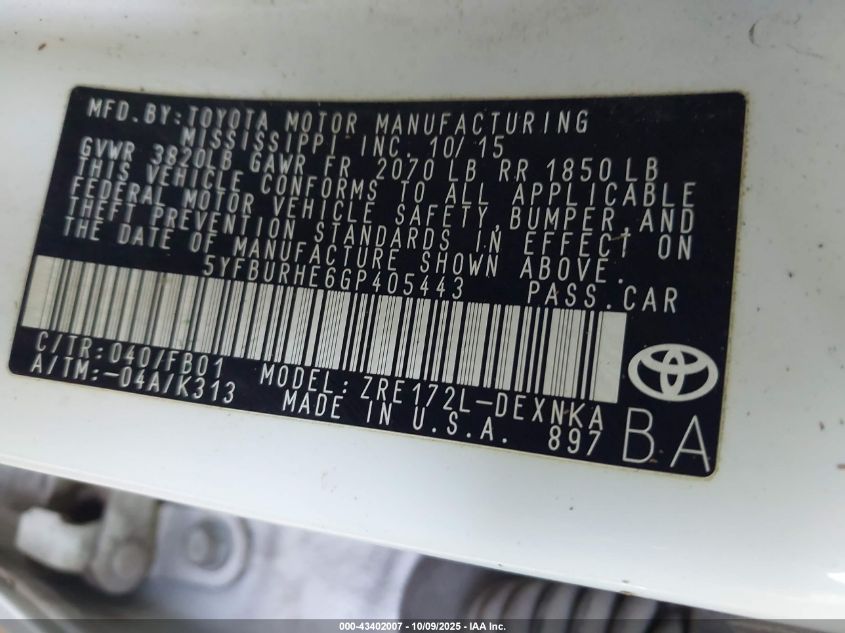 MFD.BY:TOYOTA MOTOR MANUFACTURING
MISSISSIPPI INC. 10/15
GVWR 3820LB GAWR FR 2070 LB RR 1850 LB
THIS VEHICLE CONFORMS TO ALL APPLICABLE
FEDERAL MOTOR VEHICLE SAFETY, BUMPER, AND
THEFT PREVENTION STANDARDS IN EFFECT ON
THE DATE OF MANUFACTURE SHOWN ABOVE.
5YFBURHE6GP405443 PASS.CAR
C/TR:040/FB01
A/TM:-04A/K313
MODEL:ZRE172L-DEXNKA
MADE IN U.S.A. 897
BA
000-43402007 - 10/09/2025 - IAA Inc.